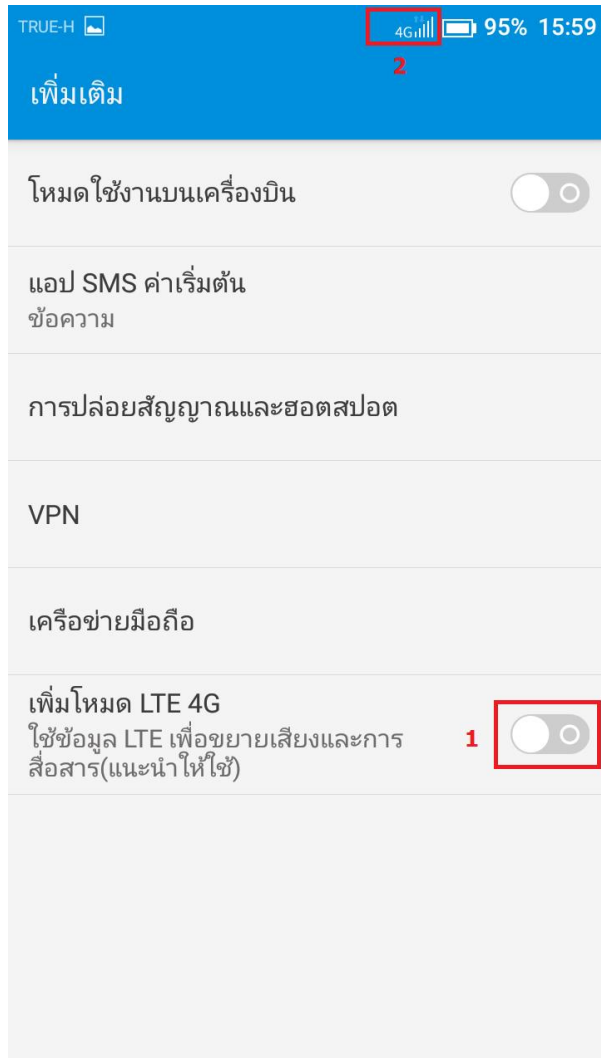 TRUE-H 4G 95% 15:59
2
เพิ่มเติม
โหมดใช้งานบนเครื่องบิน
แอป SMS ค่าเริ่มต้น
ข้อความ
การปล่อยสัญญาณและฮอตสปอต
VPN
เครือข่ายมือถือ
เพิ่มโหมด LTE 4G
ใช้ข้อมูล LTE เพื่อขยายเสียงและการ 1
สื่อสาร(แนะนำให้ใช้)